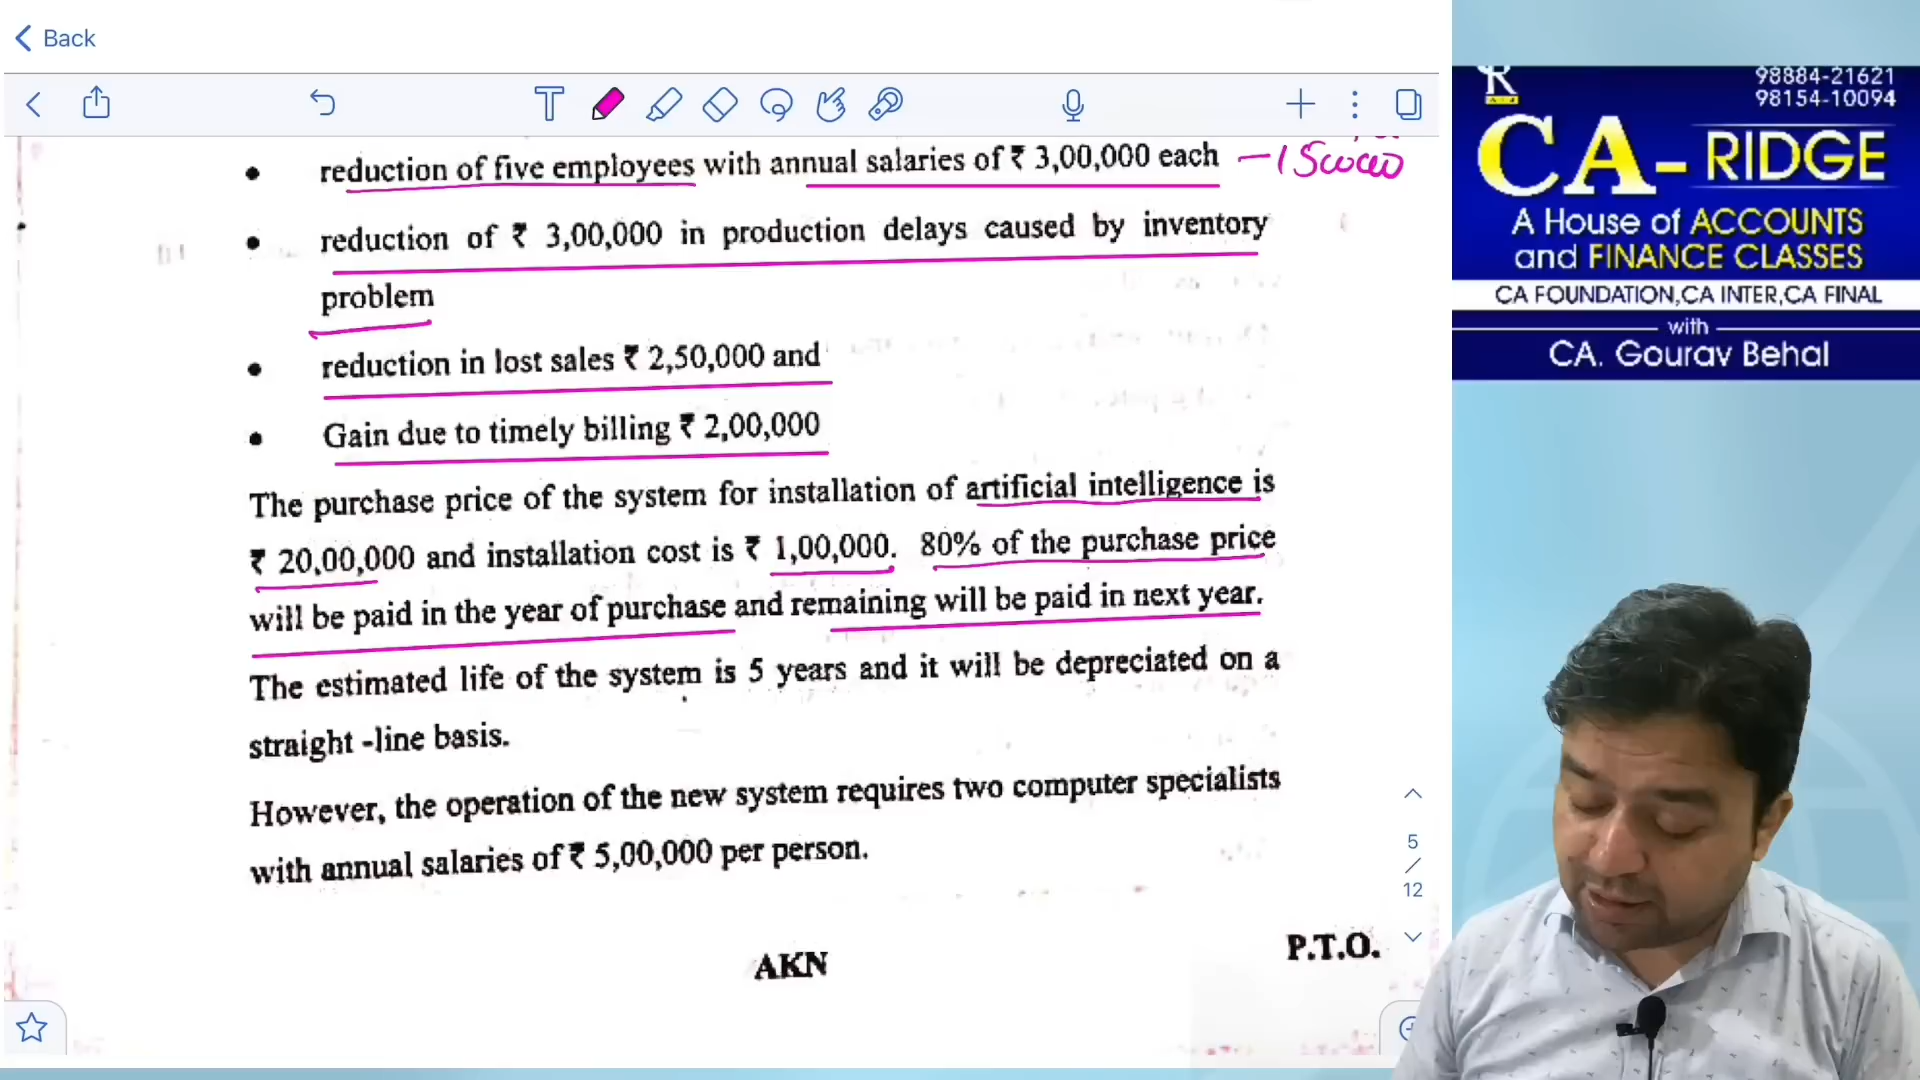 Back
reduction of five employees with annual salaries of ₹ 3,00,000 each
reduction of ₹ 3,00,000 in production delays caused by inventory
problem
reduction in lost sales ₹ 2,50,000 and
Gain due to timely billing ₹ 2,00,000
The purchase price of the system for installation of artificial intelligence is
₹ 20,00,000 and installation cost is ₹ 1,00,000. 80% of the purchase price
will be paid in the year of purchase and remaining will be paid in next year.
The estimated life of the system is 5 years and it will be depreciated on a
straight -line basis.
However, the operation of the new system requires two computer specialists
with annual salaries of ₹ 5,00,000 per person.
5
/
12
AKN
P.T.O.
98884-21621
98154-10094
CA- RIDGE
A House of ACCOUNTS
and FINANCE CLASSES
CA FOUNDATION,CA INTER,CA FINAL
with
CA. Gourav Behal